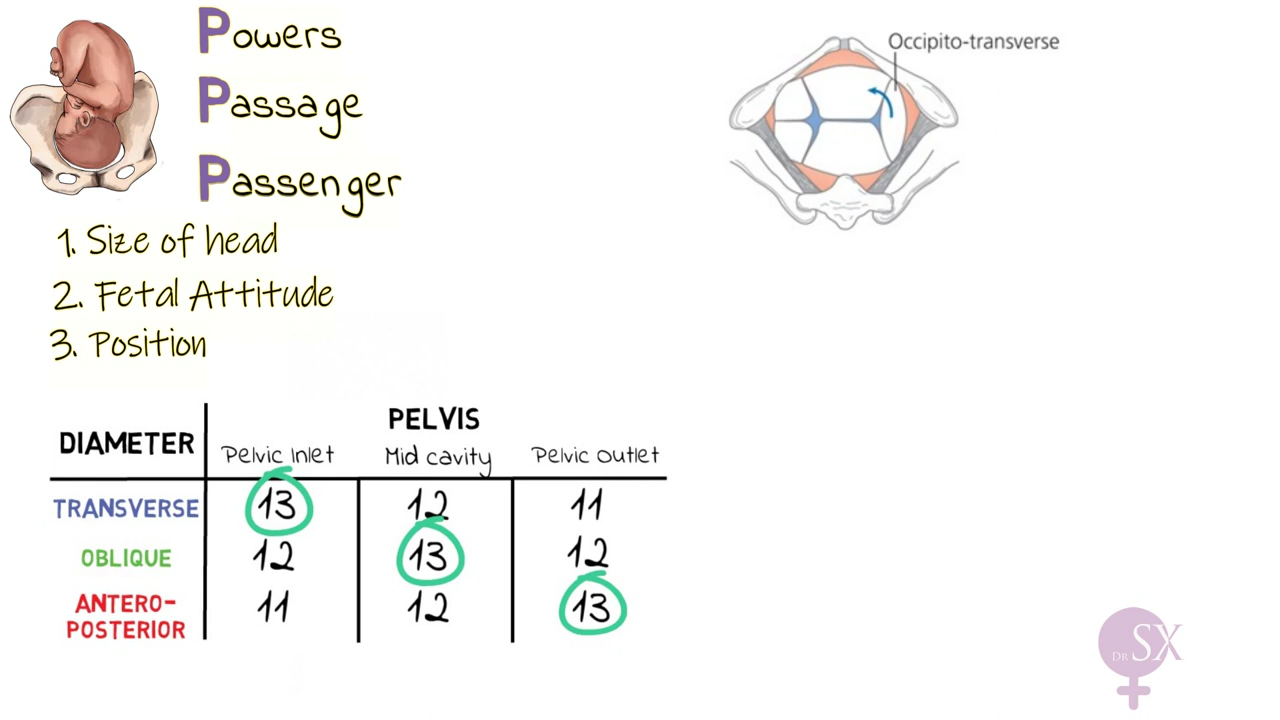 Powers
Passage
Passenger
1. Size of head
2. Fetal Attitude
3. Position
Occipito-transverse
DIAMETER
PELVIS
Pelvic Inlet Mid cavity Pelvic Outlet
TRANSVERSE 13 12 11
OBLIQUE 12 13 12
ANTERO-
POSTERIOR 11 12 13
DR SX